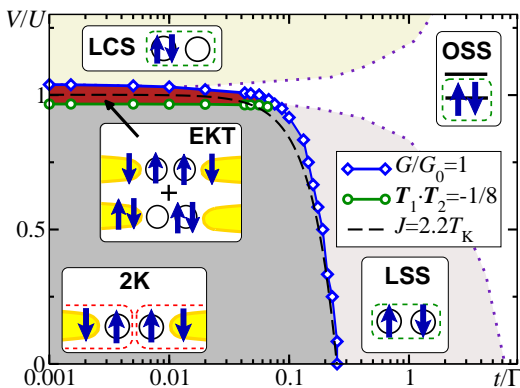 V/U
LCS
OSS
1
EKT
+
G/G₀=1
T₁·T₂=-1/8
J=2.2T_K
0.5
2K
LSS
0
0.001
0.01
0.1
1
t/Γ